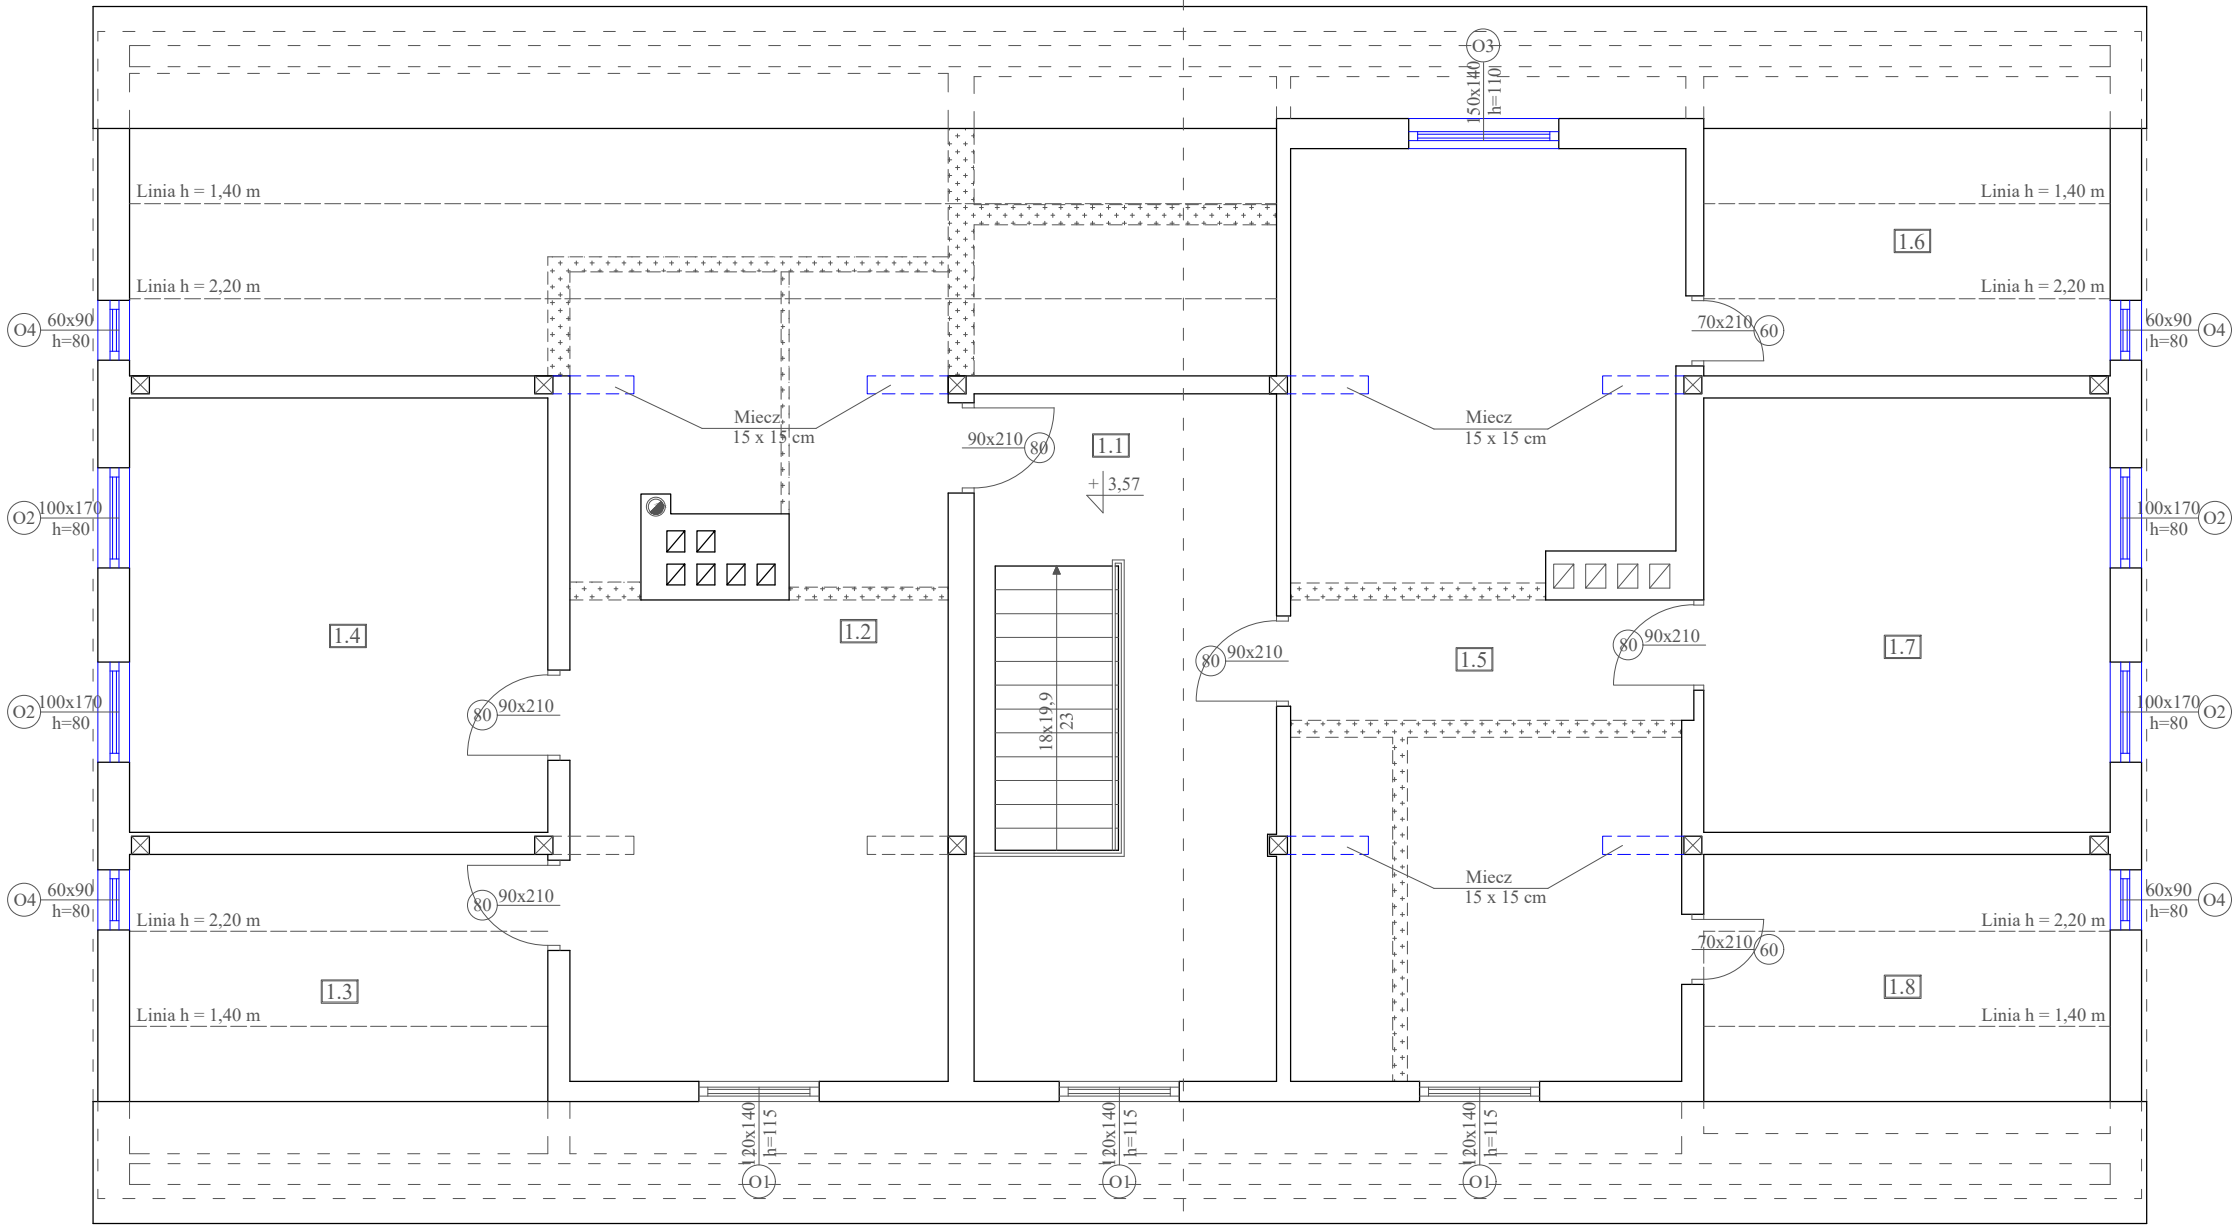 O3
150x140
h=110
Linia h = 1,40 m
Linia h = 1,40 m
1.6
Linia h = 2,20 m
Linia h = 2,20 m
O4
60x90
h=80
70x210
60
60x90
h=80
O4
Miecz
15 x 15 cm
Miecz
15 x 15 cm
90x210
80
1.1
+ 3,57
O2
100x170
h=80
100x170
h=80
O2
1.4
1.2
80
90x210
1.5
80
90x210
1.7
O2
100x170
h=80
80
90x210
18x19,9
23
100x170
h=80
O2
O4
60x90
h=80
80
90x210
Miecz
15 x 15 cm
60x90
h=80
O4
Linia h = 2,20 m
Linia h = 2,20 m
70x210
60
1.3
1.8
Linia h = 1,40 m
Linia h = 1,40 m
120x140
h=115
O1
120x140
h=115
O1
120x140
h=115
O1